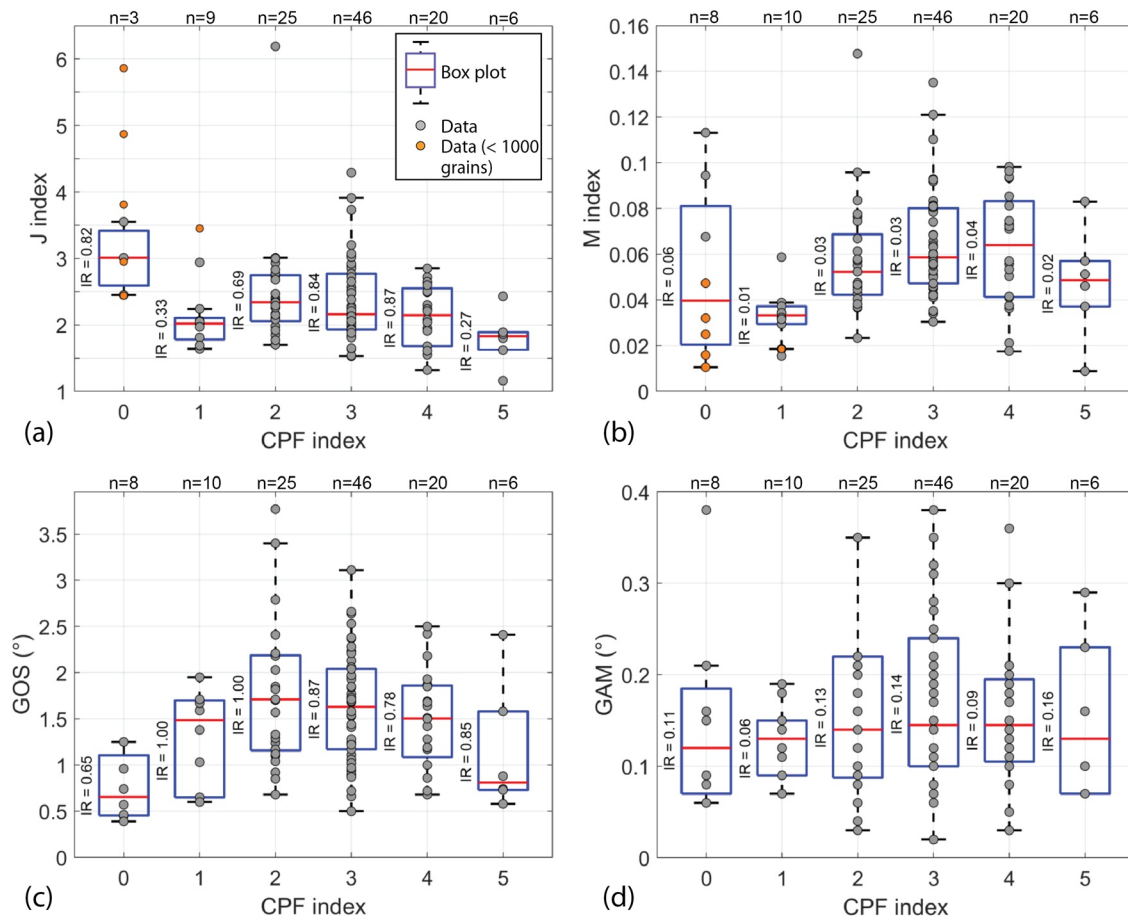 n=3 n=9 n=25 n=46 n=20 n=6
J index
6
5
4
3
2
1
IR = 0.82
IR = 0.33
IR = 0.69
IR = 0.84
IR = 0.87
IR = 0.27
Box plot
Data
Data (< 1000
grains)
0 1 2 3 4 5
(a) CPF index
n=8 n=10 n=25 n=46 n=20 n=6
M index
0.16
0.14
0.12
0.1
0.08
0.06
0.04
0.02
0
IR = 0.06
IR = 0.01
IR = 0.03
IR = 0.03
IR = 0.04
IR = 0.02
0 1 2 3 4 5
(b) CPF index
n=8 n=10 n=25 n=46 n=20 n=6
GOS (°)
3.5
3
2.5
2
1.5
1
0.5
0
IR = 0.65
IR = 1.00
IR = 1.00
IR = 0.87
IR = 0.78
IR = 0.85
0 1 2 3 4 5
(c) CPF index
n=8 n=10 n=25 n=46 n=20 n=6
GAM (°)
0.4
0.3
0.2
0.1
0
IR = 0.11
IR = 0.06
IR = 0.13
IR = 0.14
IR = 0.09
IR = 0.16
0 1 2 3 4 5
(d) CPF index